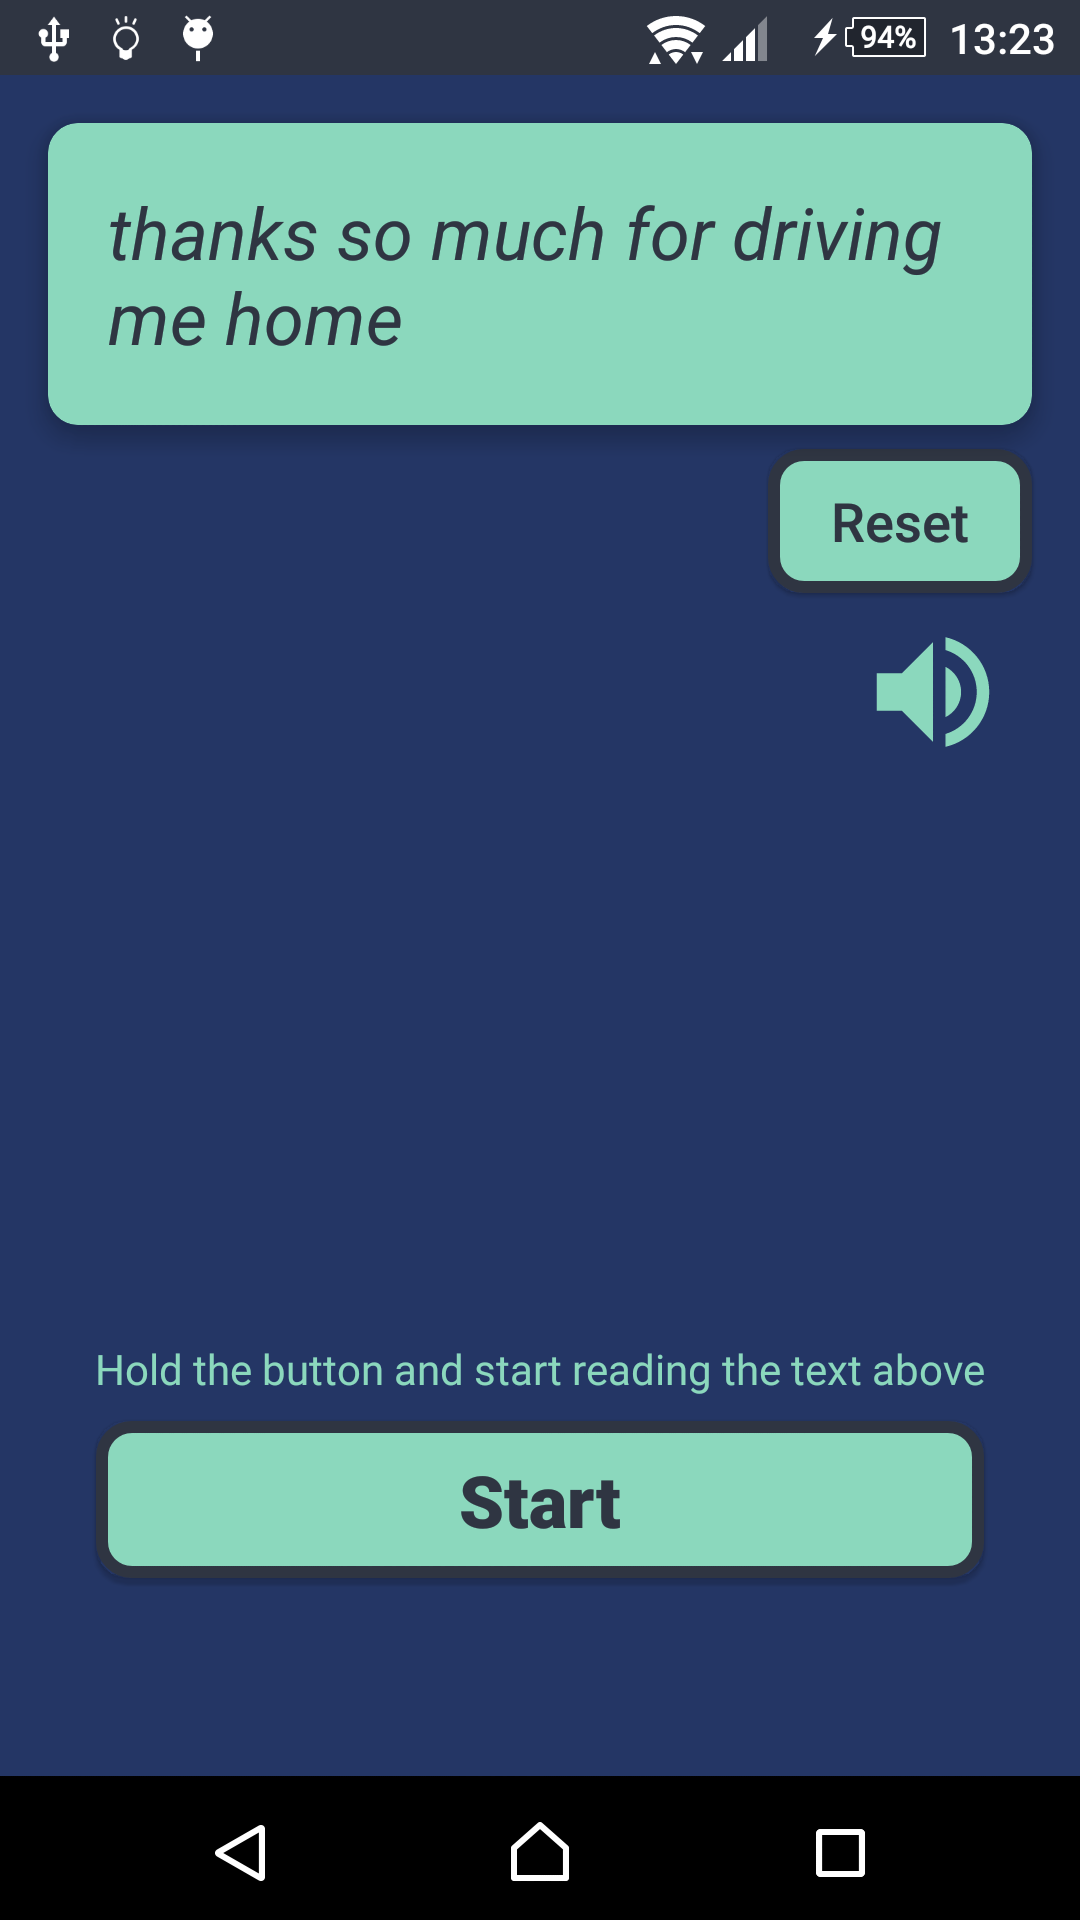 94% 13:23
thanks so much for driving
me home
Reset
Hold the button and start reading the text above
Start